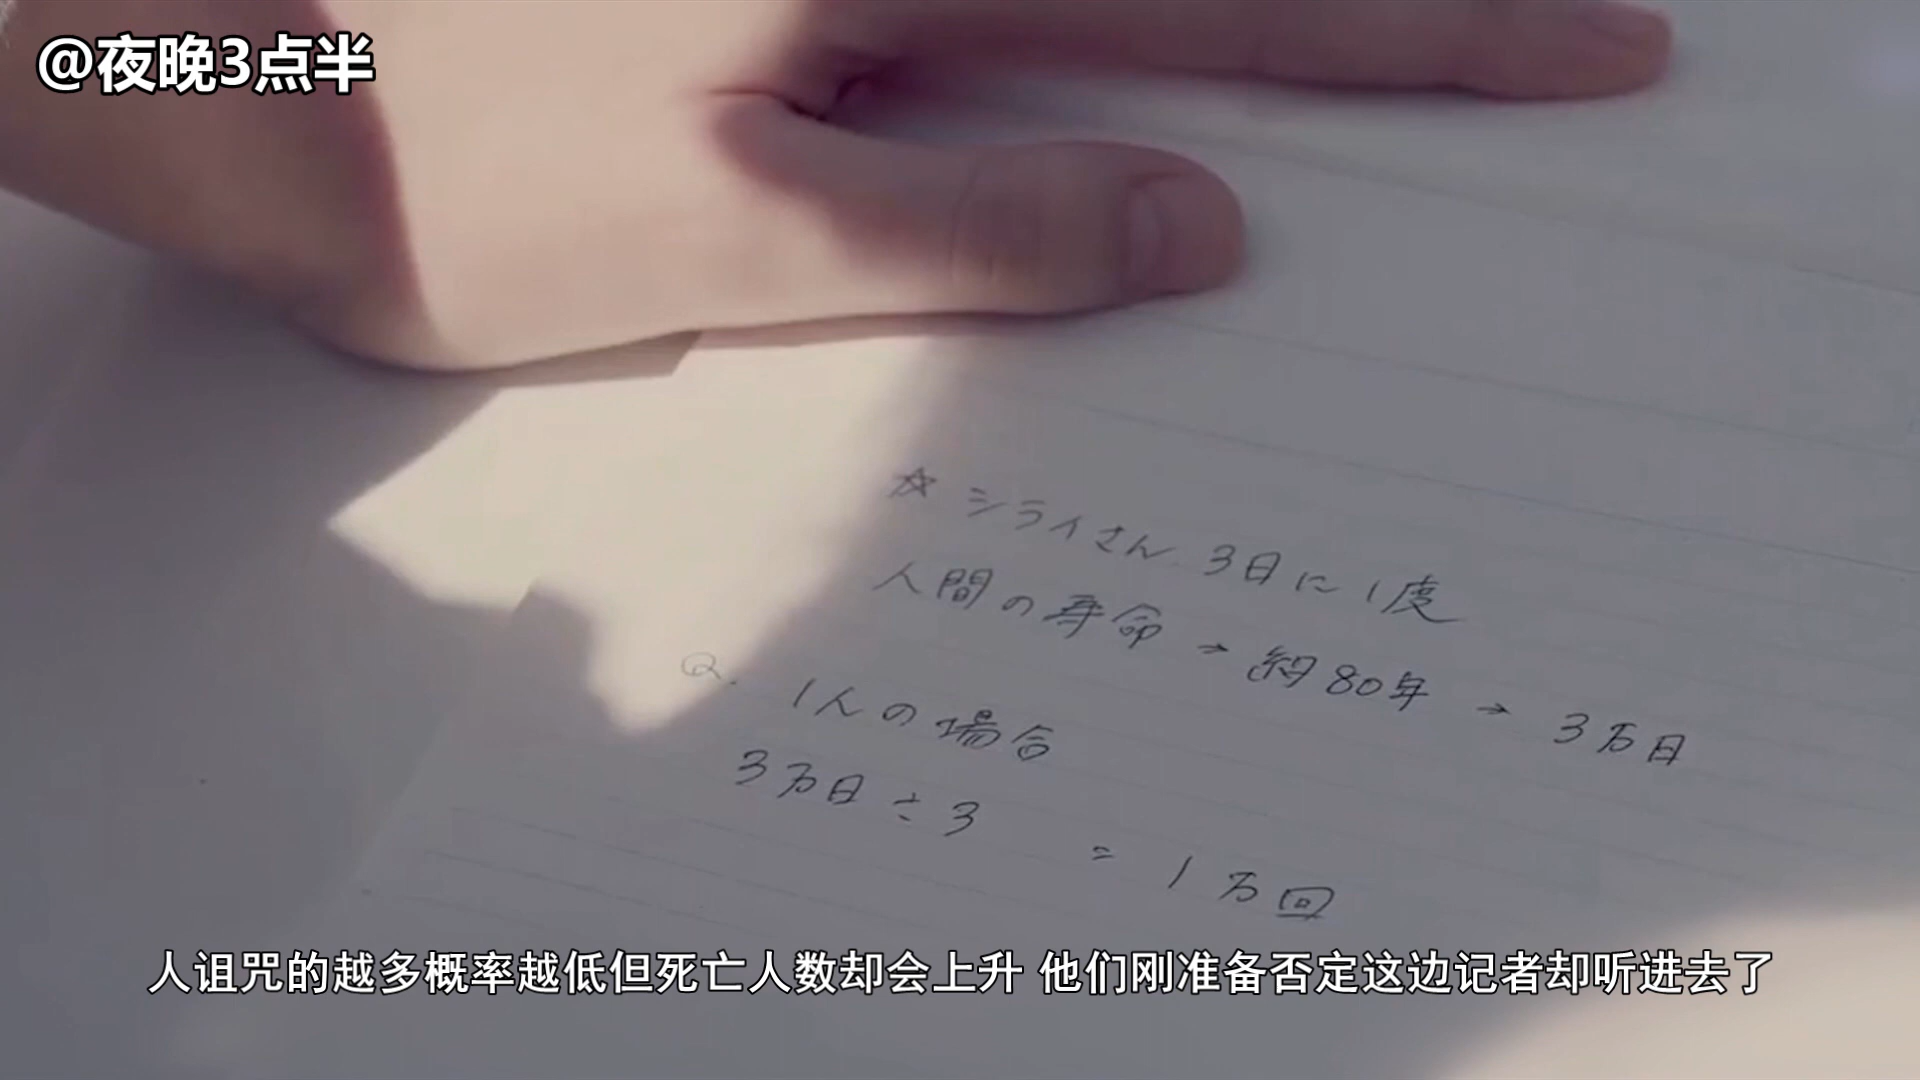 @夜晚3点半
☆ シライさん 3日に1度
人間の寿命 → 約80年 → 3万日
Q. 1人の場合
3万日 ÷ 3 = 1万回
人诅咒的越多概率越低但死亡人数却会上升 他们刚准备否定这边记者却听进去了